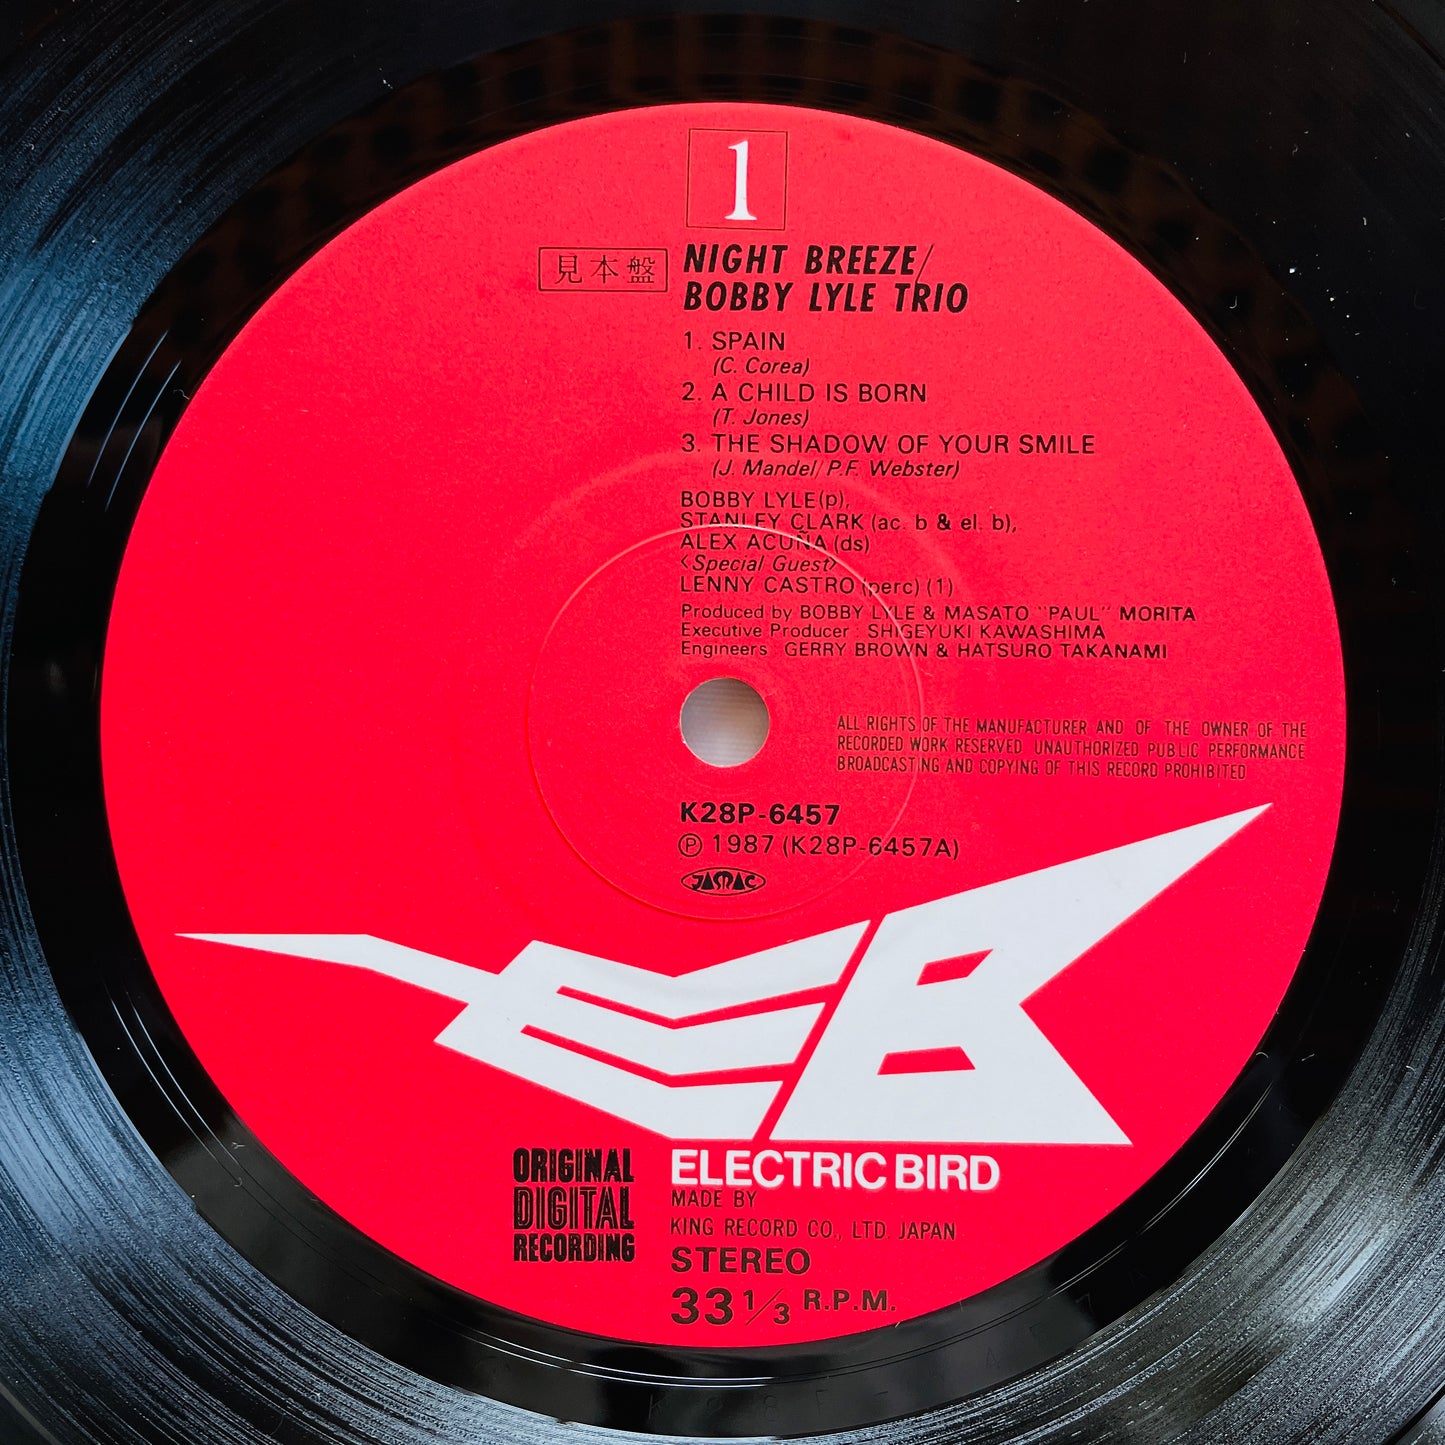 1
見本盤
NIGHT BREEZE/
BOBBY LYLE TRIO
1. SPAIN
(C. Corea)
2. A CHILD IS BORN
(T. Jones)
3. THE SHADOW OF YOUR SMILE
(J. Mandel/P.F. Webster)
BOBBY LYLE (p),
STANLEY CLARK (ac. b & el. b),
ALEX ACUÑA (ds)
<Special Guest>
LENNY CASTRO (perc) (1)
Produced by BOBBY LYLE & MASATO "PAUL" MORITA
Executive Producer : SHIGEYUKI KAWASHIMA
Engineers GERRY BROWN & HATSURO TAKANAMI
ALL RIGHTS OF THE MANUFACTURER AND OF THE OWNER OF THE
RECORDED WORK RESERVED UNAUTHORIZED PUBLIC PERFORMANCE
BROADCASTING AND COPYING OF THIS RECORD PROHIBITED
K28P-6457
Ⓟ 1987 (K28P-6457A)
JASRAC
EB
ELECTRIC BIRD
ORIGINAL
DIGITAL
RECORDING
MADE BY
KING RECORD CO., LTD. JAPAN
STEREO
33 1/3 R.P.M.